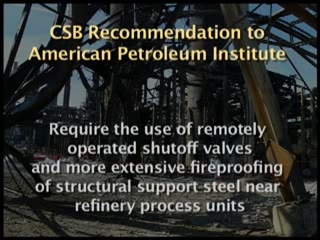 CSB Recommendation to
American Petroleum Institute
Require the use of remotely
operated shutoff valves
and more extensive fireproofing
of structural support steel near
refinery process units